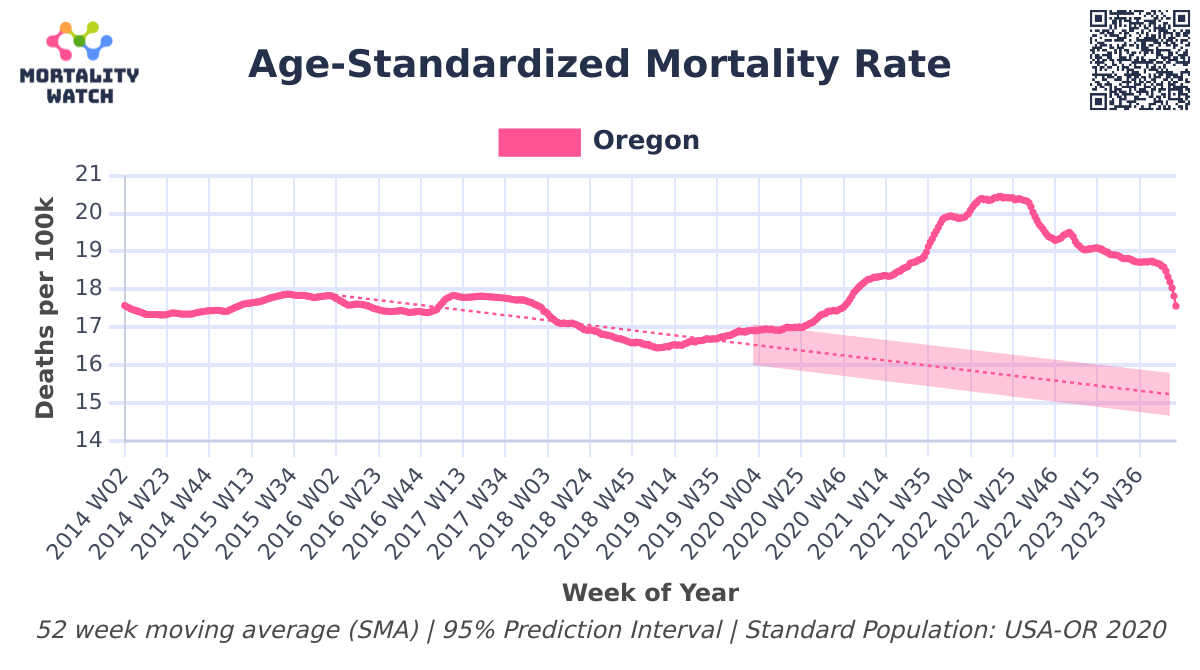 MORTALITY
WATCH
Age-Standardized Mortality Rate
Oregon
Deaths per 100k
21
20
19
18
17
16
15
14
2014 W02
2014 W23
2014 W44
2015 W13
2015 W34
2016 W02
2016 W23
2016 W44
2017 W13
2017 W34
2018 W03
2018 W24
2018 W45
2019 W14
2019 W35
2020 W04
2020 W25
2020 W46
2021 W14
2021 W35
2022 W04
2022 W25
2022 W46
2023 W15
2023 W36
Week of Year
52 week moving average (SMA) | 95% Prediction Interval | Standard Population: USA-OR 2020